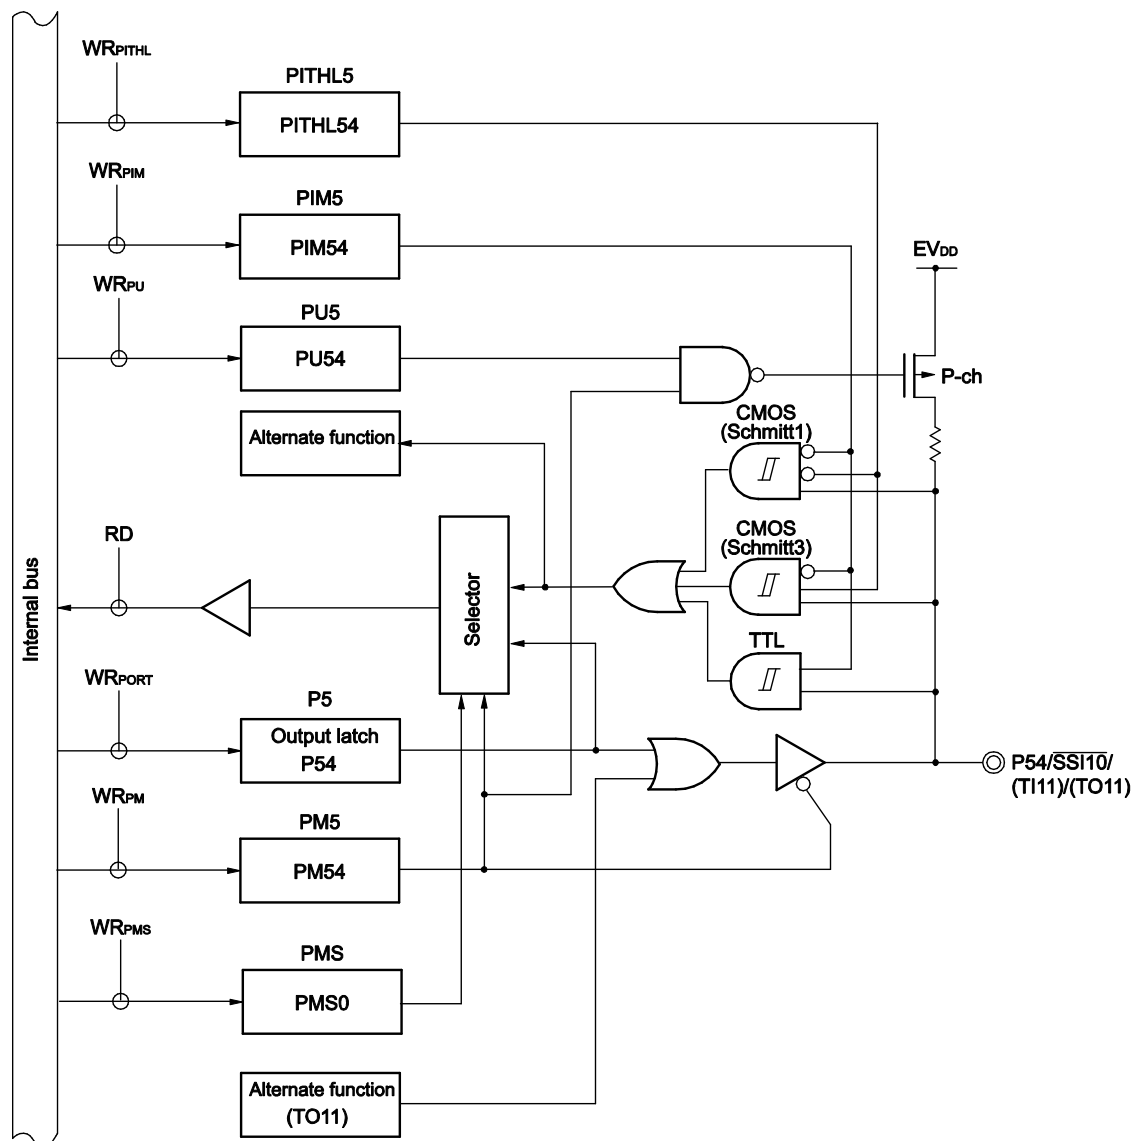 WRPITHL
PITHL5
PITHL54
WRPIM
PIM5
PIM54
EVDD
WRPU
PU5
PU54
P-ch
CMOS
(Schmitt1)
Alternate function
RD
CMOS
(Schmitt3)
Internal bus
Selector
TTL
WRPORT
P5
Output latch
P54
P54/SSI10/
(TI11)/(TO11)
WRPM
PM5
PM54
WRPMS
PMS
PMS0
Alternate function
(TO11)